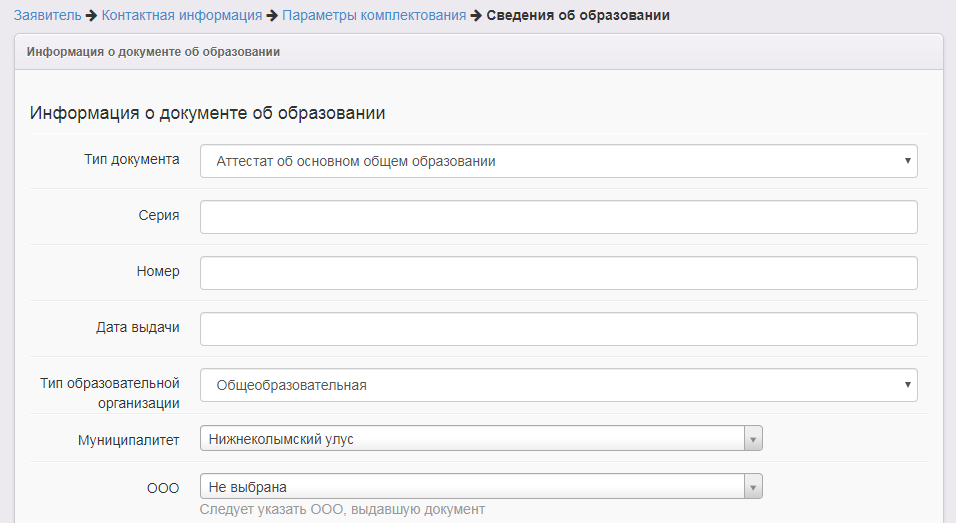 Заявитель → Контактная информация → Параметры комплектования → Сведения об образовании
Информация о документе об образовании
Информация о документе об образовании
Тип документа Аттестат об основном общем образовании
Серия
Номер
Дата выдачи
Тип образовательной
организации Общеобразовательная
Муниципалитет Нижнеколымский улус
ООО Не выбрана
Следует указать ООО, выдавшую документ